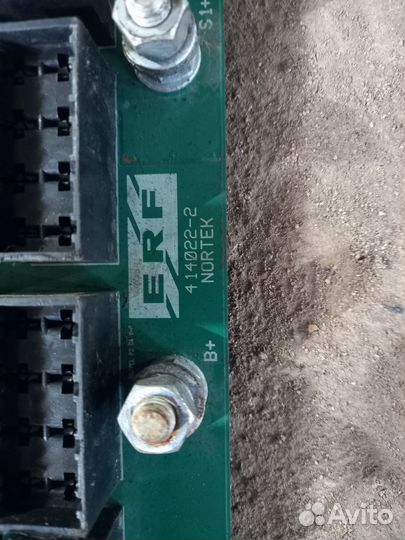 S1+
ERF
414022-2
NORTEK
B+
Avito